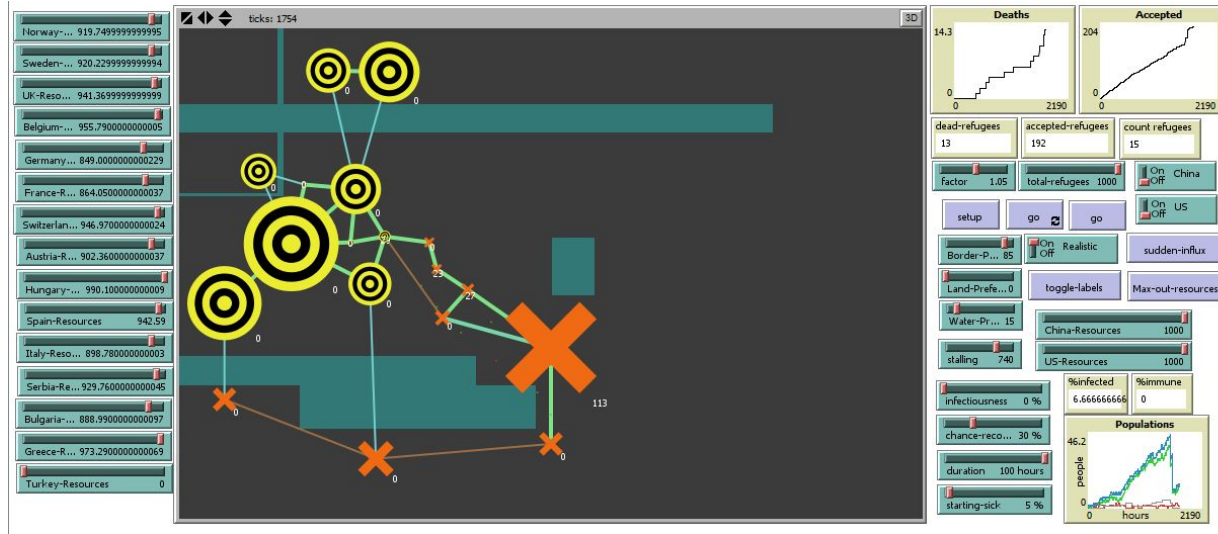 ticks: 1754
3D
Norway-... 919.7499999999995
Sweden-... 920.2299999999994
UK-Reso... 941.3699999999999
Belgium-... 955.7900000000005
Germany... 849.0000000000229
France-R... 864.0500000000037
Switzerlan... 946.9700000000024
Austria-R... 902.3600000000037
Hungary-... 990.100000000009
Spain-Resources 942.59
Italy-Reso... 898.780000000003
Serbia-Re... 929.7600000000045
Bulgaria-... 888.9900000000097
Greece-R... 973.2900000000069
Turkey-Resources 0
0
0
0
0
0
0
0
0
0
23
27
0
0
113
0
0
0
Deaths
14.3
0
0 2190
Accepted
204
0
0 2190
dead-refugees
13
accepted-refugees
192
count refugees
15
factor 1.05
total-refugees 1000
On
Off
China
On
Off
US
setup
go
go
Border-P... 85
On
Off
Realistic
sudden-influx
Land-Prefe... 0
toggle-labels
Max-out-resources
Water-Pr... 15
China-Resources 1000
stalling 740
US-Resources 1000
%infected
6.666666666
%immune
0
infectiousness 0 %
chance-reco... 30 %
duration 100 hours
starting-sick 5 %
Populations
46.2
people
0
0 hours 2190